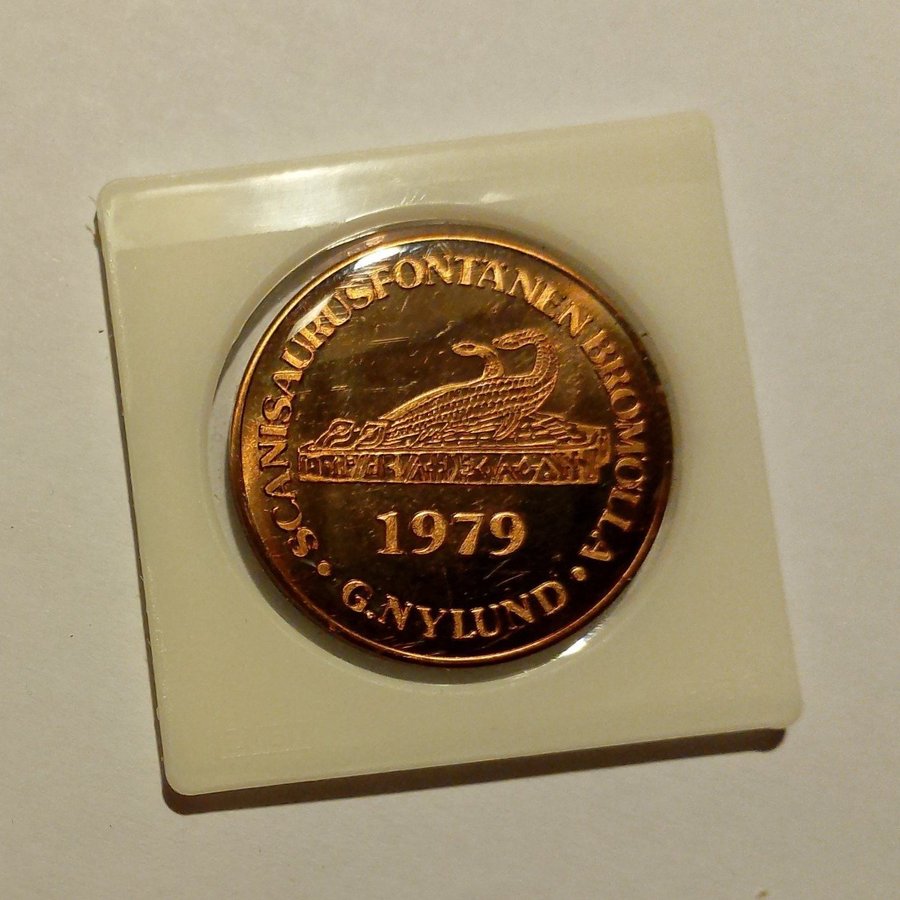 SCANISAURUSFONTÄNEN BROMÖLLA
1979
• G.NYLUND •